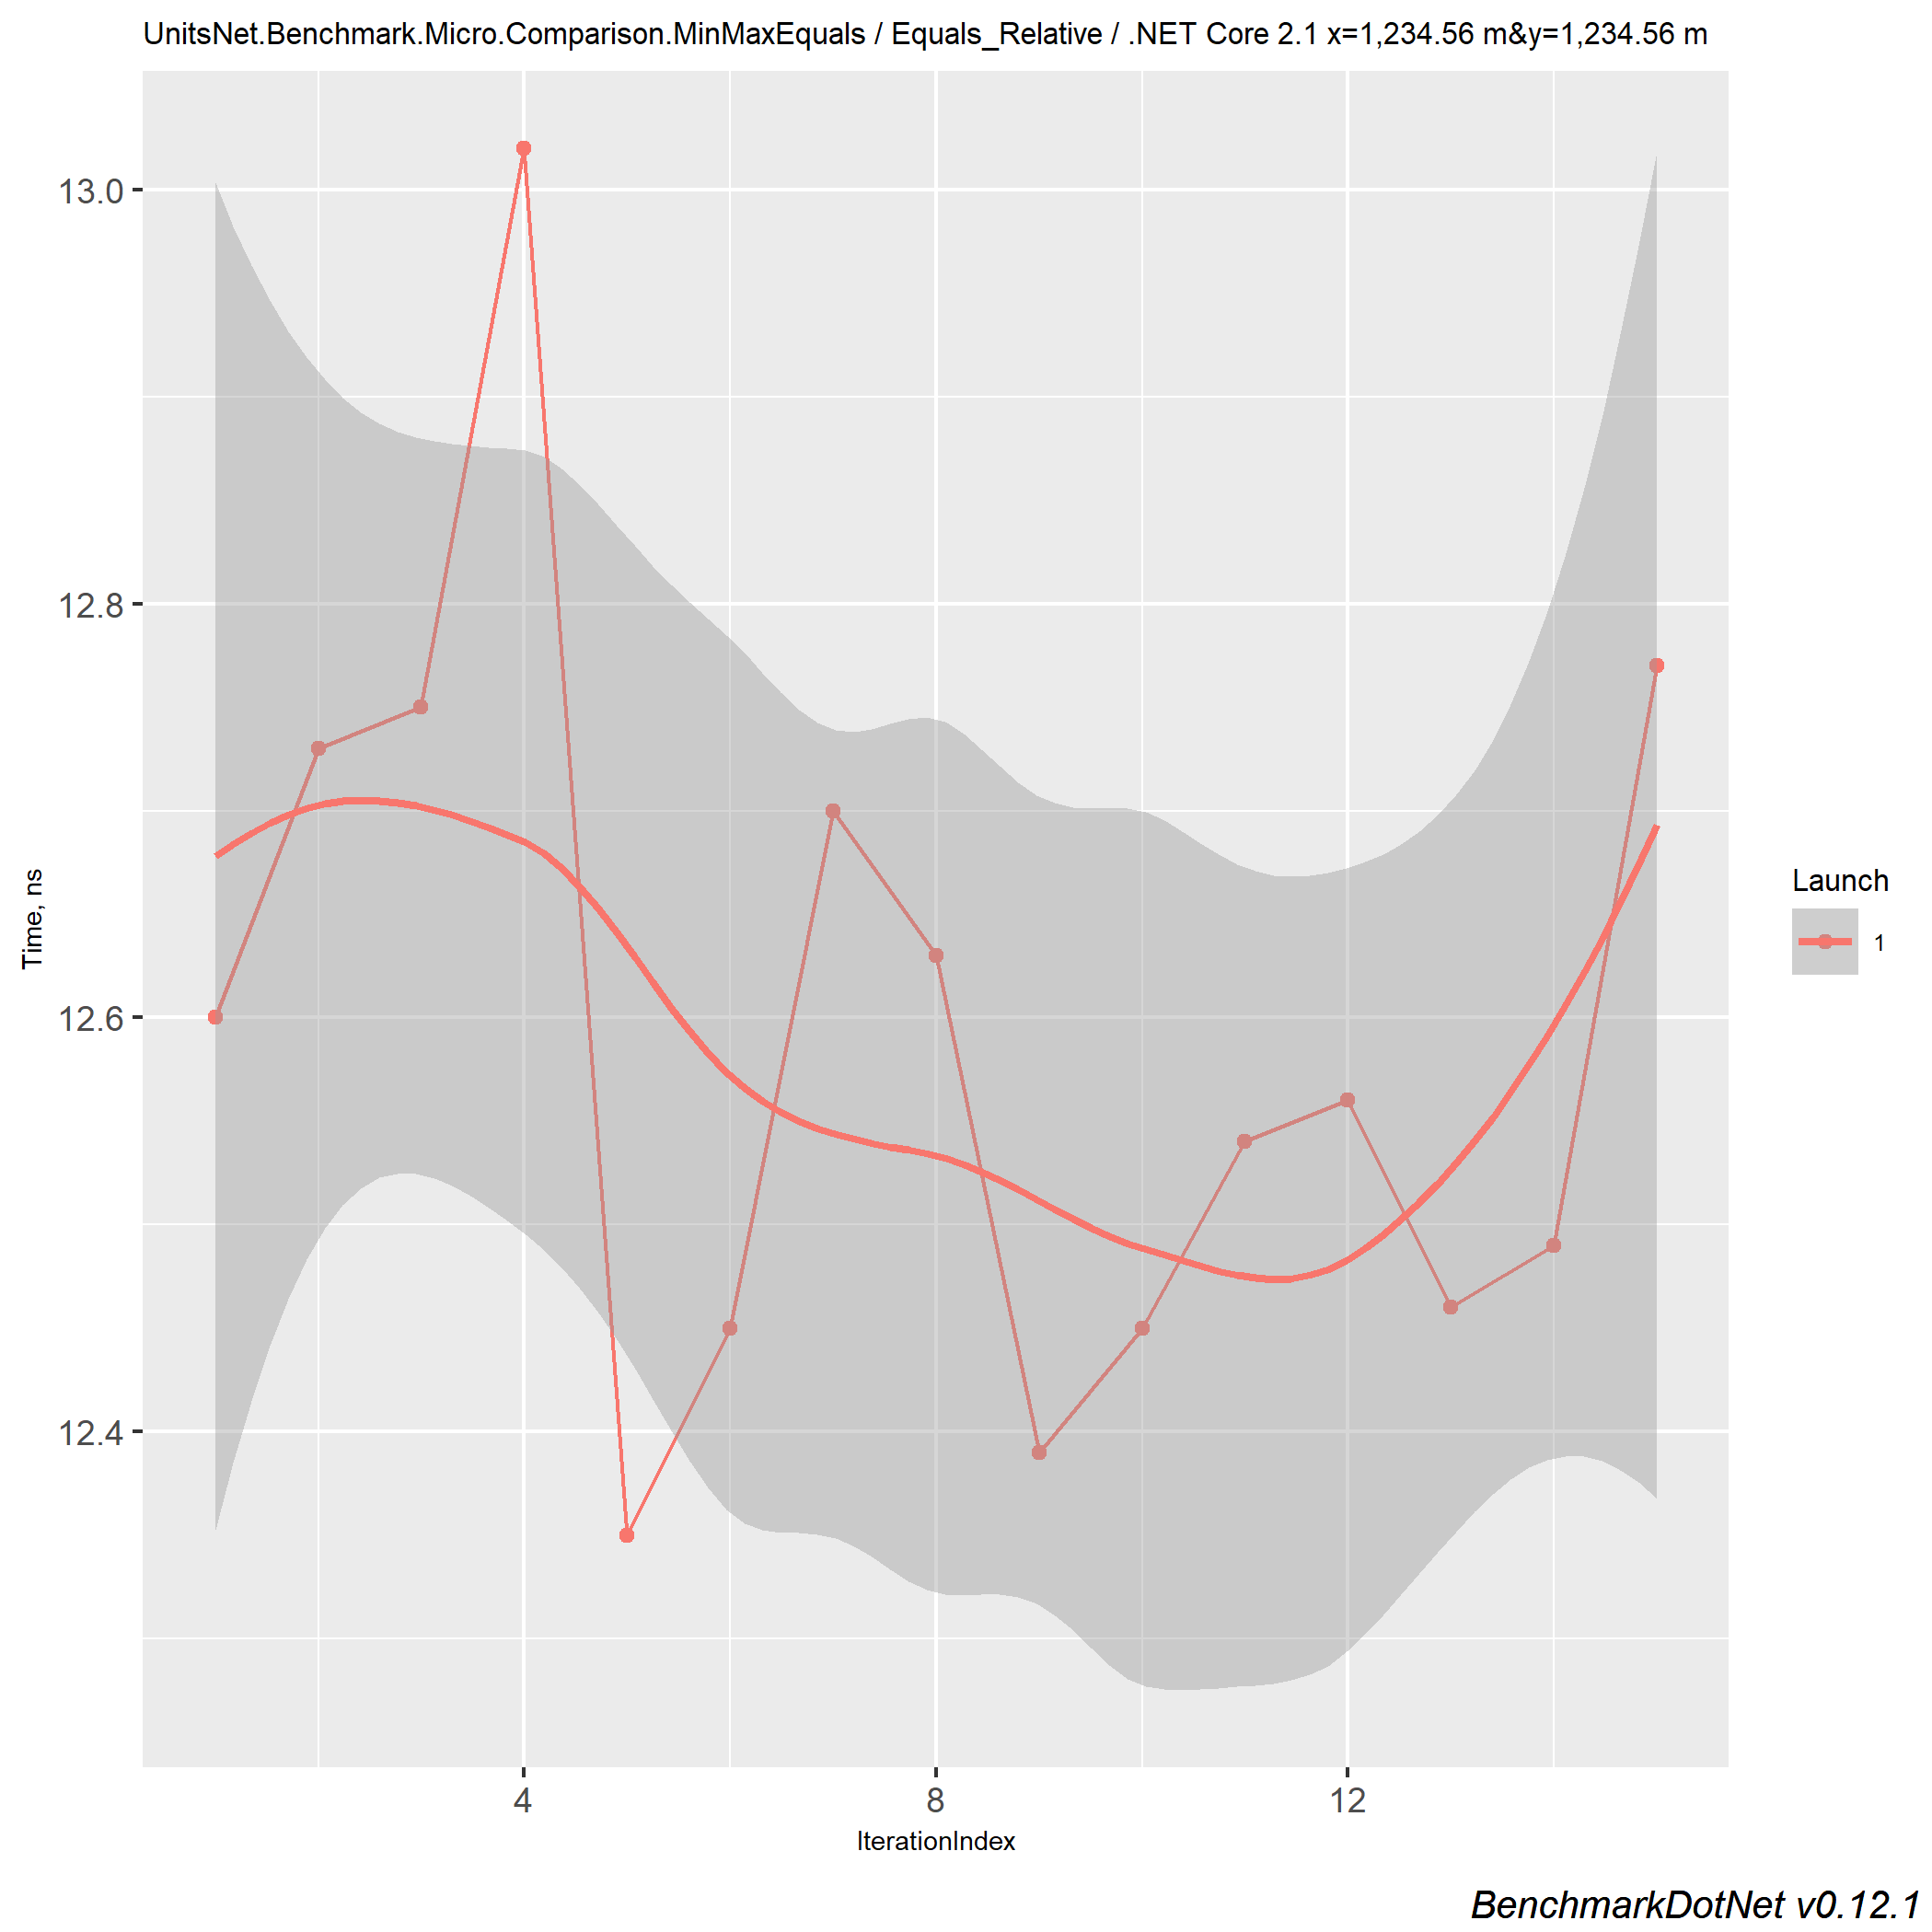 UnitsNet.Benchmark.Micro.Comparison.MinMaxEquals / Equals_Relative / .NET Core 2.1 x=1,234.56 m&y=1,234.56 m
13.0
12.8
12.6
12.4
Time, ns
4 8 12
IterationIndex
Launch
1
BenchmarkDotNet v0.12.1